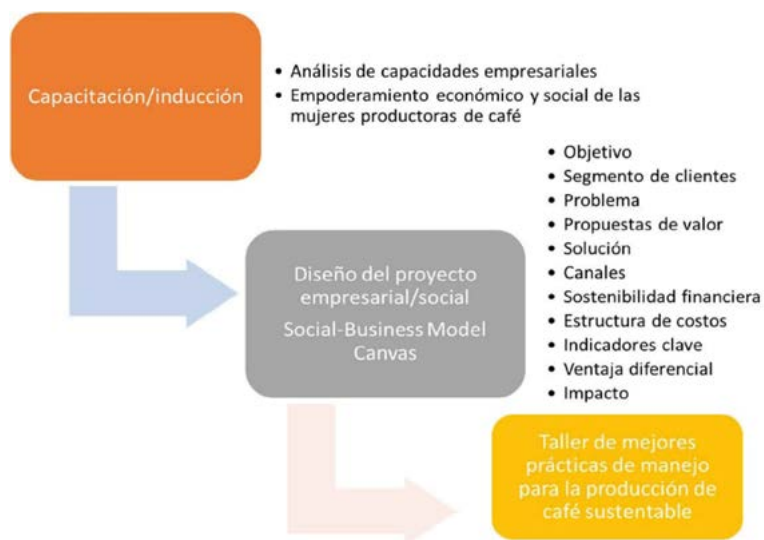 Capacitación/inducción
• Análisis de capacidades empresariales
• Empoderamiento económico y social de las
mujeres productoras de café
Diseño del proyecto
empresarial/social
Social-Business Model
Canvas
• Objetivo
• Segmento de clientes
• Problema
• Propuestas de valor
• Solución
• Canales
• Sostenibilidad financiera
• Estructura de costos
• Indicadores clave
• Ventaja diferencial
• Impacto
Taller de mejores
prácticas de manejo
para la producción de
café sustentable